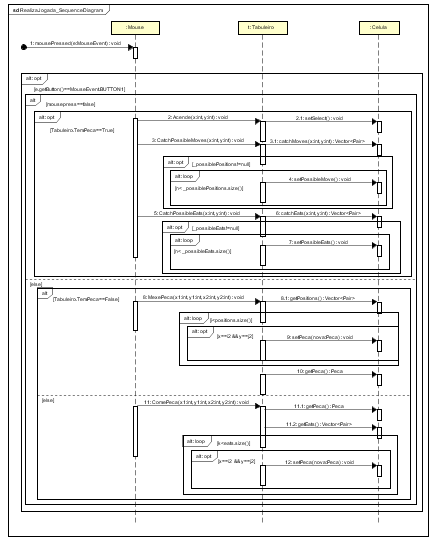 sd RealizaJogada_SequenceDiagram
: Mouse
t: Tabuleiro
: Celula
1: mousePressed(e:MouseEvent) : void
alt: opt
[e.getButton()==MouseEvent.BUTTON1]
alt
[mousepress==false]
alt: opt
[Tabuleiro.TemPeca==True]
2: Acende(x:int,y:int) : void
2.1: setSelect() : void
3: CatchPossibleMoves(x:int,y:int) : void
3.1: catchMoves(x:int,y:int) : Vector<Pair>
alt: opt
[_possiblePositions!=null]
alt: loop
[h< _possiblePositions.size()]
4: setPossibleMove() : void
5: CatchPossibleEats(x:int,y:int) : void
6: catchEats(x:int,y:int) : Vector<Pair>
alt: opt
[_possibleEats!=null]
alt: loop
[h< _possibleEats.size()]
7: setPossibleEats() : void
[else]
alt
[Tabuleiro.TemPeca==False]
8: MexePeca(x1:int,y1:int,x2:int,y2:int) : void
8.1: getPositions() : Vector<Pair>
alt: loop
[i<positions.size()]
alt: opt
[x==i2 && y==j2]
9: setPeca(nova:Peca) : void
10: getPeca() : Peca
[else]
11: ComePeca(x1:int,y1:int,x2:int,y2:int) : void
11.1: getPeca() : Peca
11.2: getEats() : Vector<Pair>
alt: loop
[k<eats.size()]
alt: opt
[x==i2 && y==j2]
12: setPeca(nova:Peca) : void